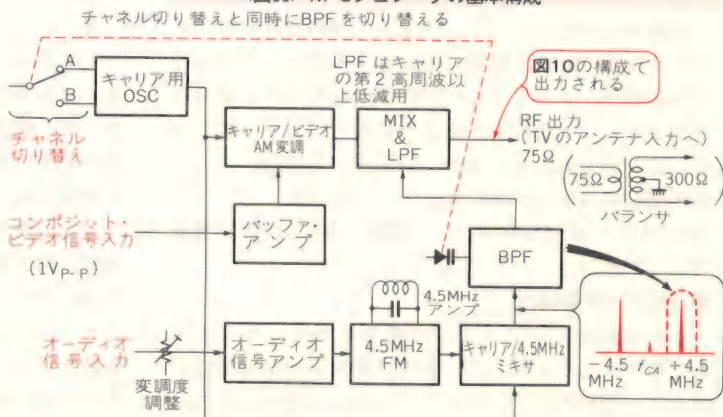 チャネル切り替えと同時にBPFを切り替える
A
B
キャリア用
OSC
チャネル
切り替え
LPFはキャリア
の第2高周波以
上低減用
キャリア/ビデオ
AM変調
MIX
&
LPF
図10の構成で
出力される
RF出力
(TVのアンテナ入力へ)
75Ω
75Ω
300Ω
バランサ
コンポジット・
ビデオ信号入力
(1VP-P)
バッファ・
アンプ
BPF
4.5MHz
アンプ
オーディオ
信号入力
変調度
調整
オーディオ
信号アンプ
4.5MHz
FM
キャリア/4.5MHz
ミキサ
-4.5
MHz
fCA
+4.5
MHz